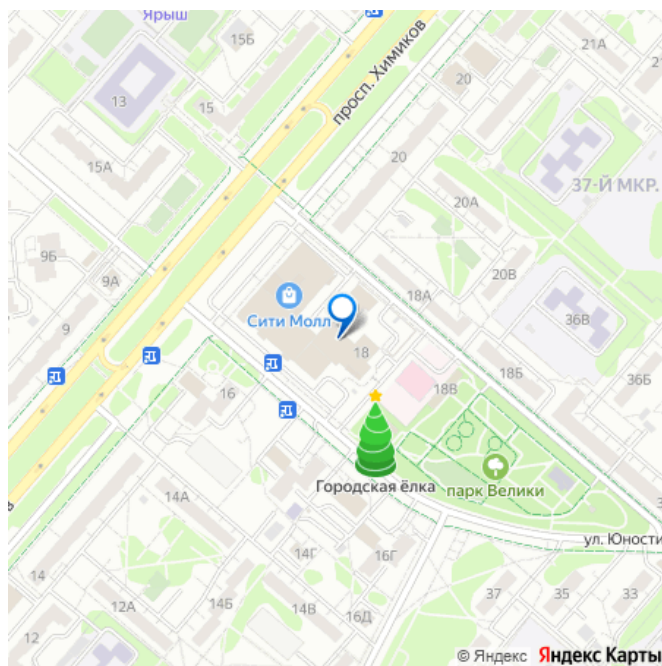 Ярыш
15Б
21А
13
15
просп. Химиков
20
15А
20
37-Й МКР.
20А
9Б
9А
20В
Сити Молл
18А
36В
9
18
18Б
36Б
16
18В
Городская ёлка
парк Велики
14А
ул. Юности
14Г
16Г
14
12А
14Б
14В
16Д
37
35
33
12
© Яндекс Яндекс Карты